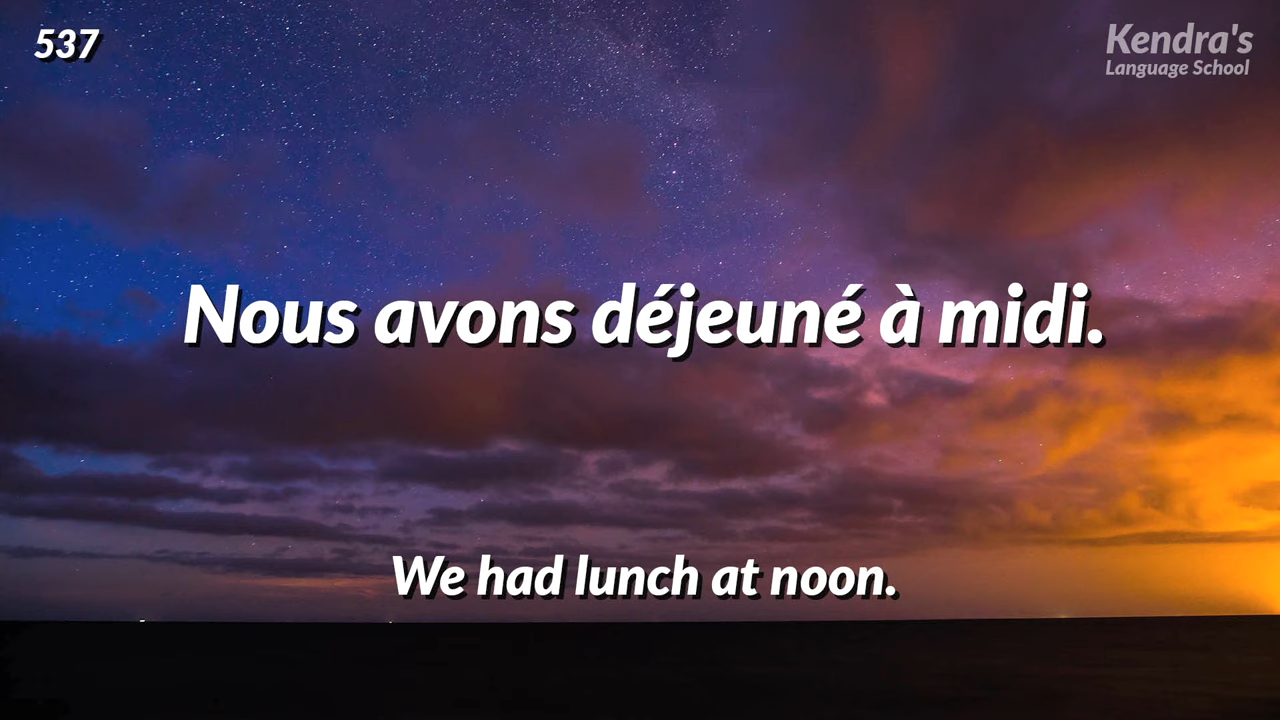 537
Kendra's
Language School
Nous avons déjeuné à midi.
We had lunch at noon.